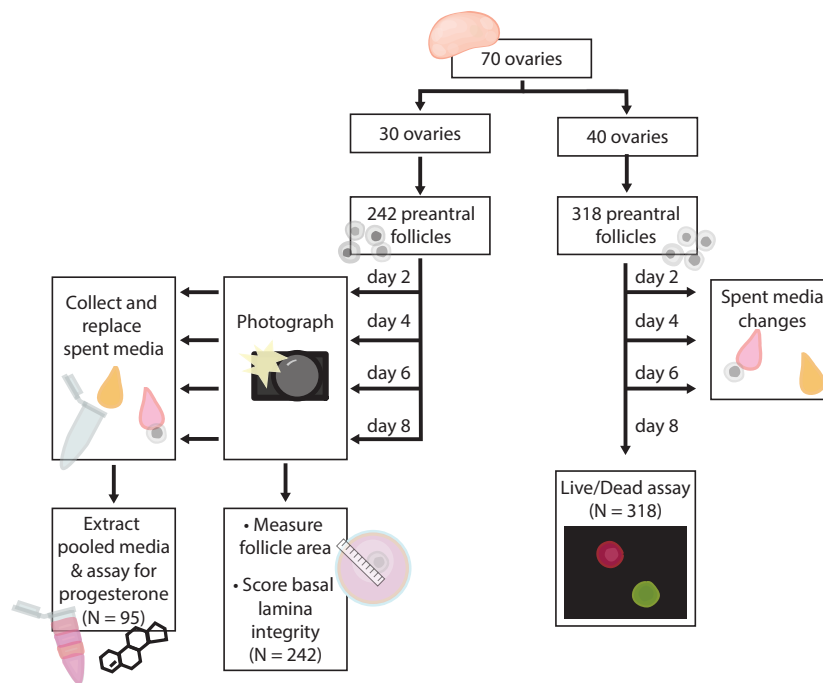 70 ovaries
30 ovaries
40 ovaries
242 preantral
follicles
318 preantral
follicles
day 2
day 4
day 6
day 8
Collect and
replace
spent media
Photograph
day 2
day 4
day 6
day 8
Spent media
changes
Extract
pooled media
& assay for
progesterone
(N = 95)
• Measure
follicle area
• Score basal
lamina
integrity
(N = 242)
Live/Dead assay
(N = 318)